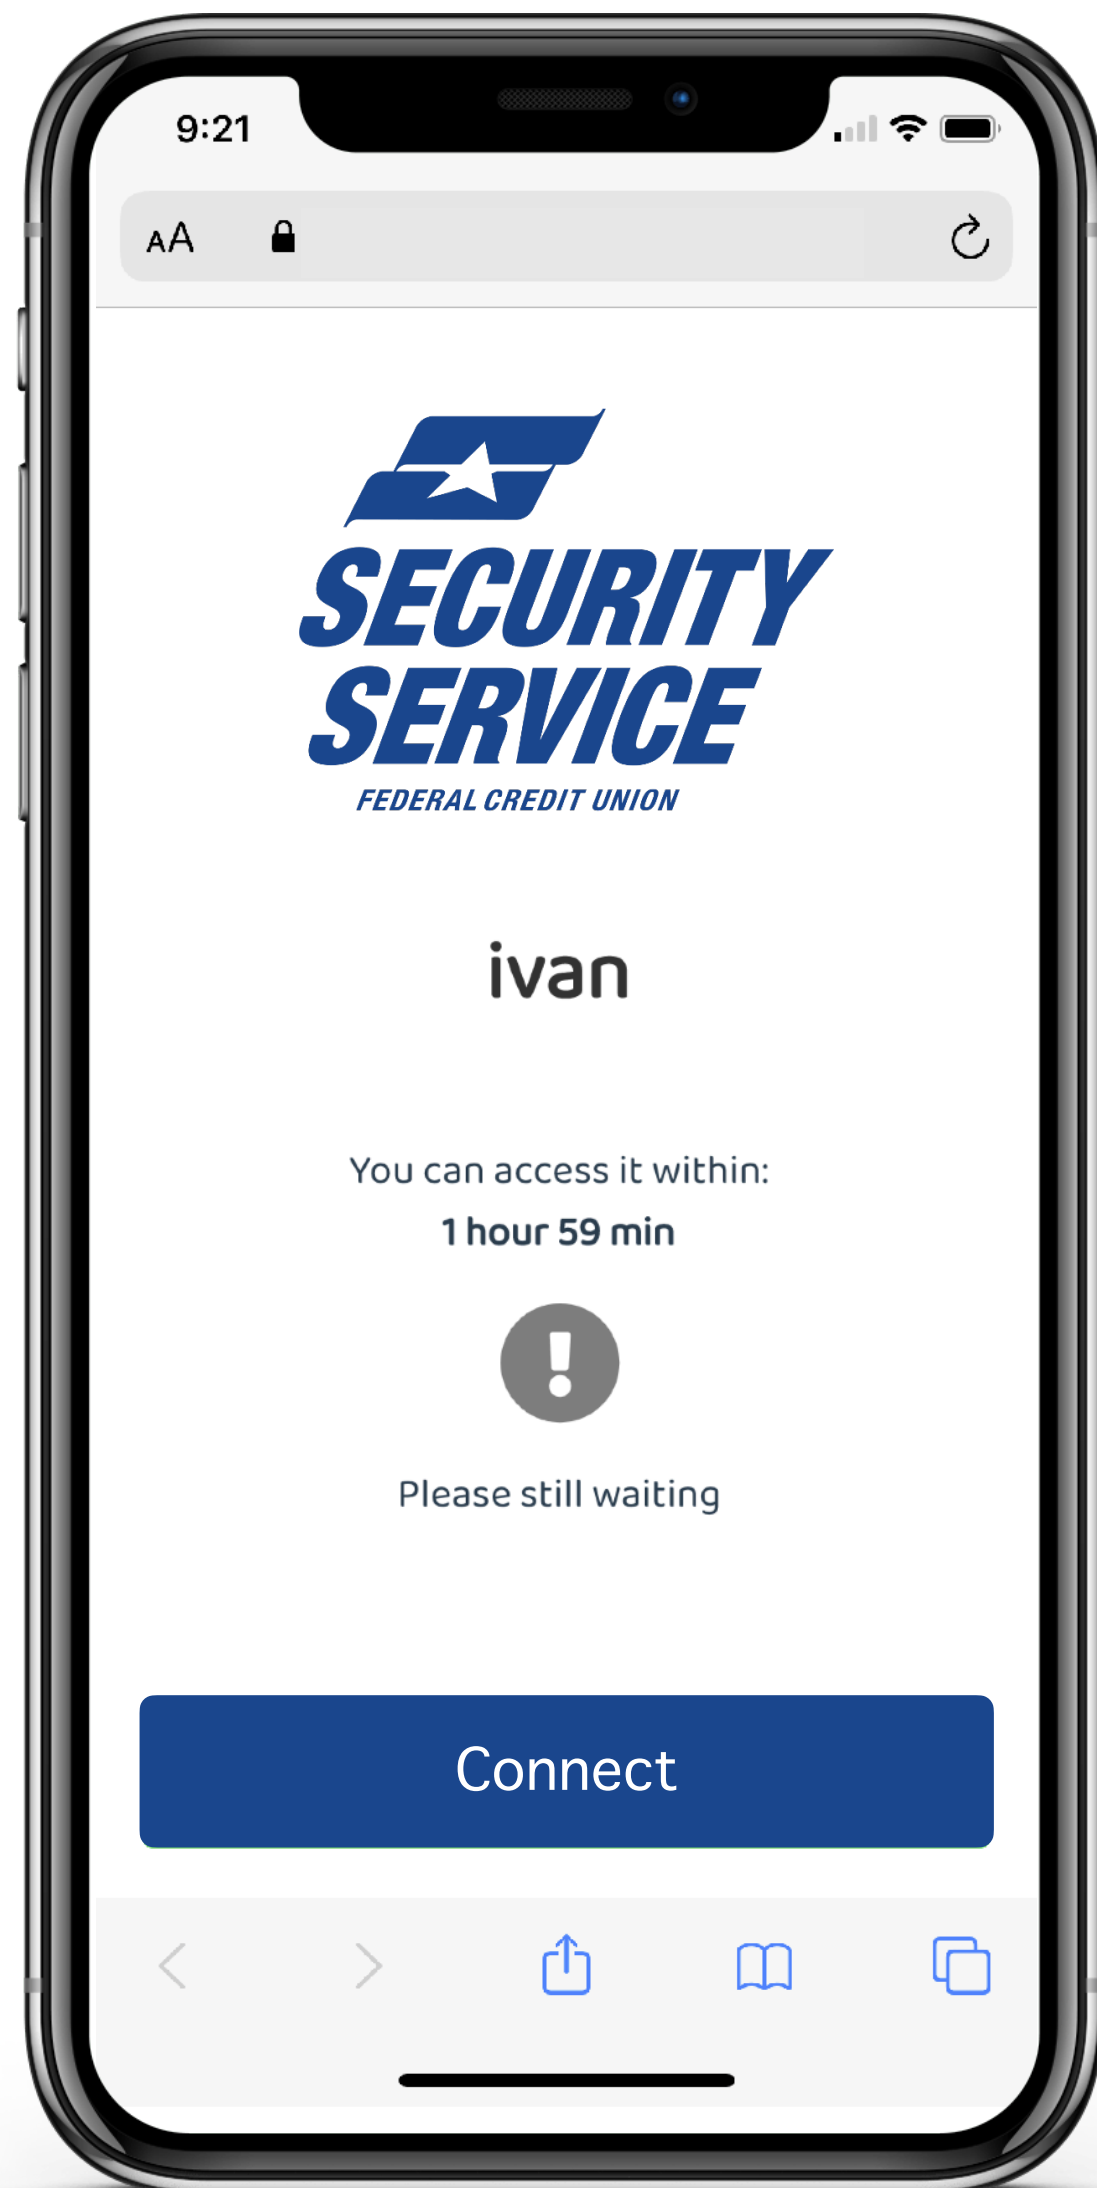 9:21
AA
SECURITY
SERVICE
FEDERAL CREDIT UNION
ivan
You can access it within:
1 hour 59 min
Please still waiting
Connect